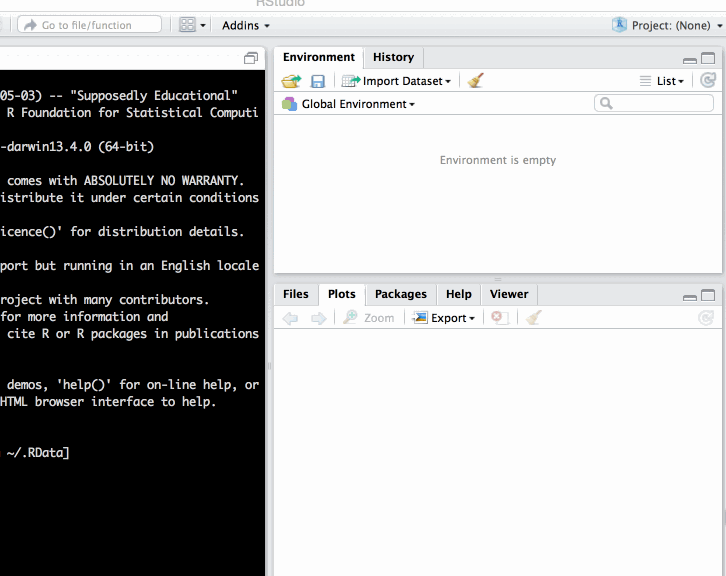 RStudio
Go to file/function
Addins
Project: (None)
05-03) -- "Supposedly Educational"
R Foundation for Statistical Computi
-darwin13.4.0 (64-bit)
comes with ABSOLUTELY NO WARRANTY.
istribute it under certain conditions
icence()' for distribution details.
port but running in an English locale
roject with many contributors.
for more information and
cite R or R packages in publications
demos, 'help()' for on-line help, or
HTML browser interface to help.
~/.RData]
Environment History
Import Dataset
List
Global Environment
Environment is empty
Files Plots Packages Help Viewer
Zoom Export